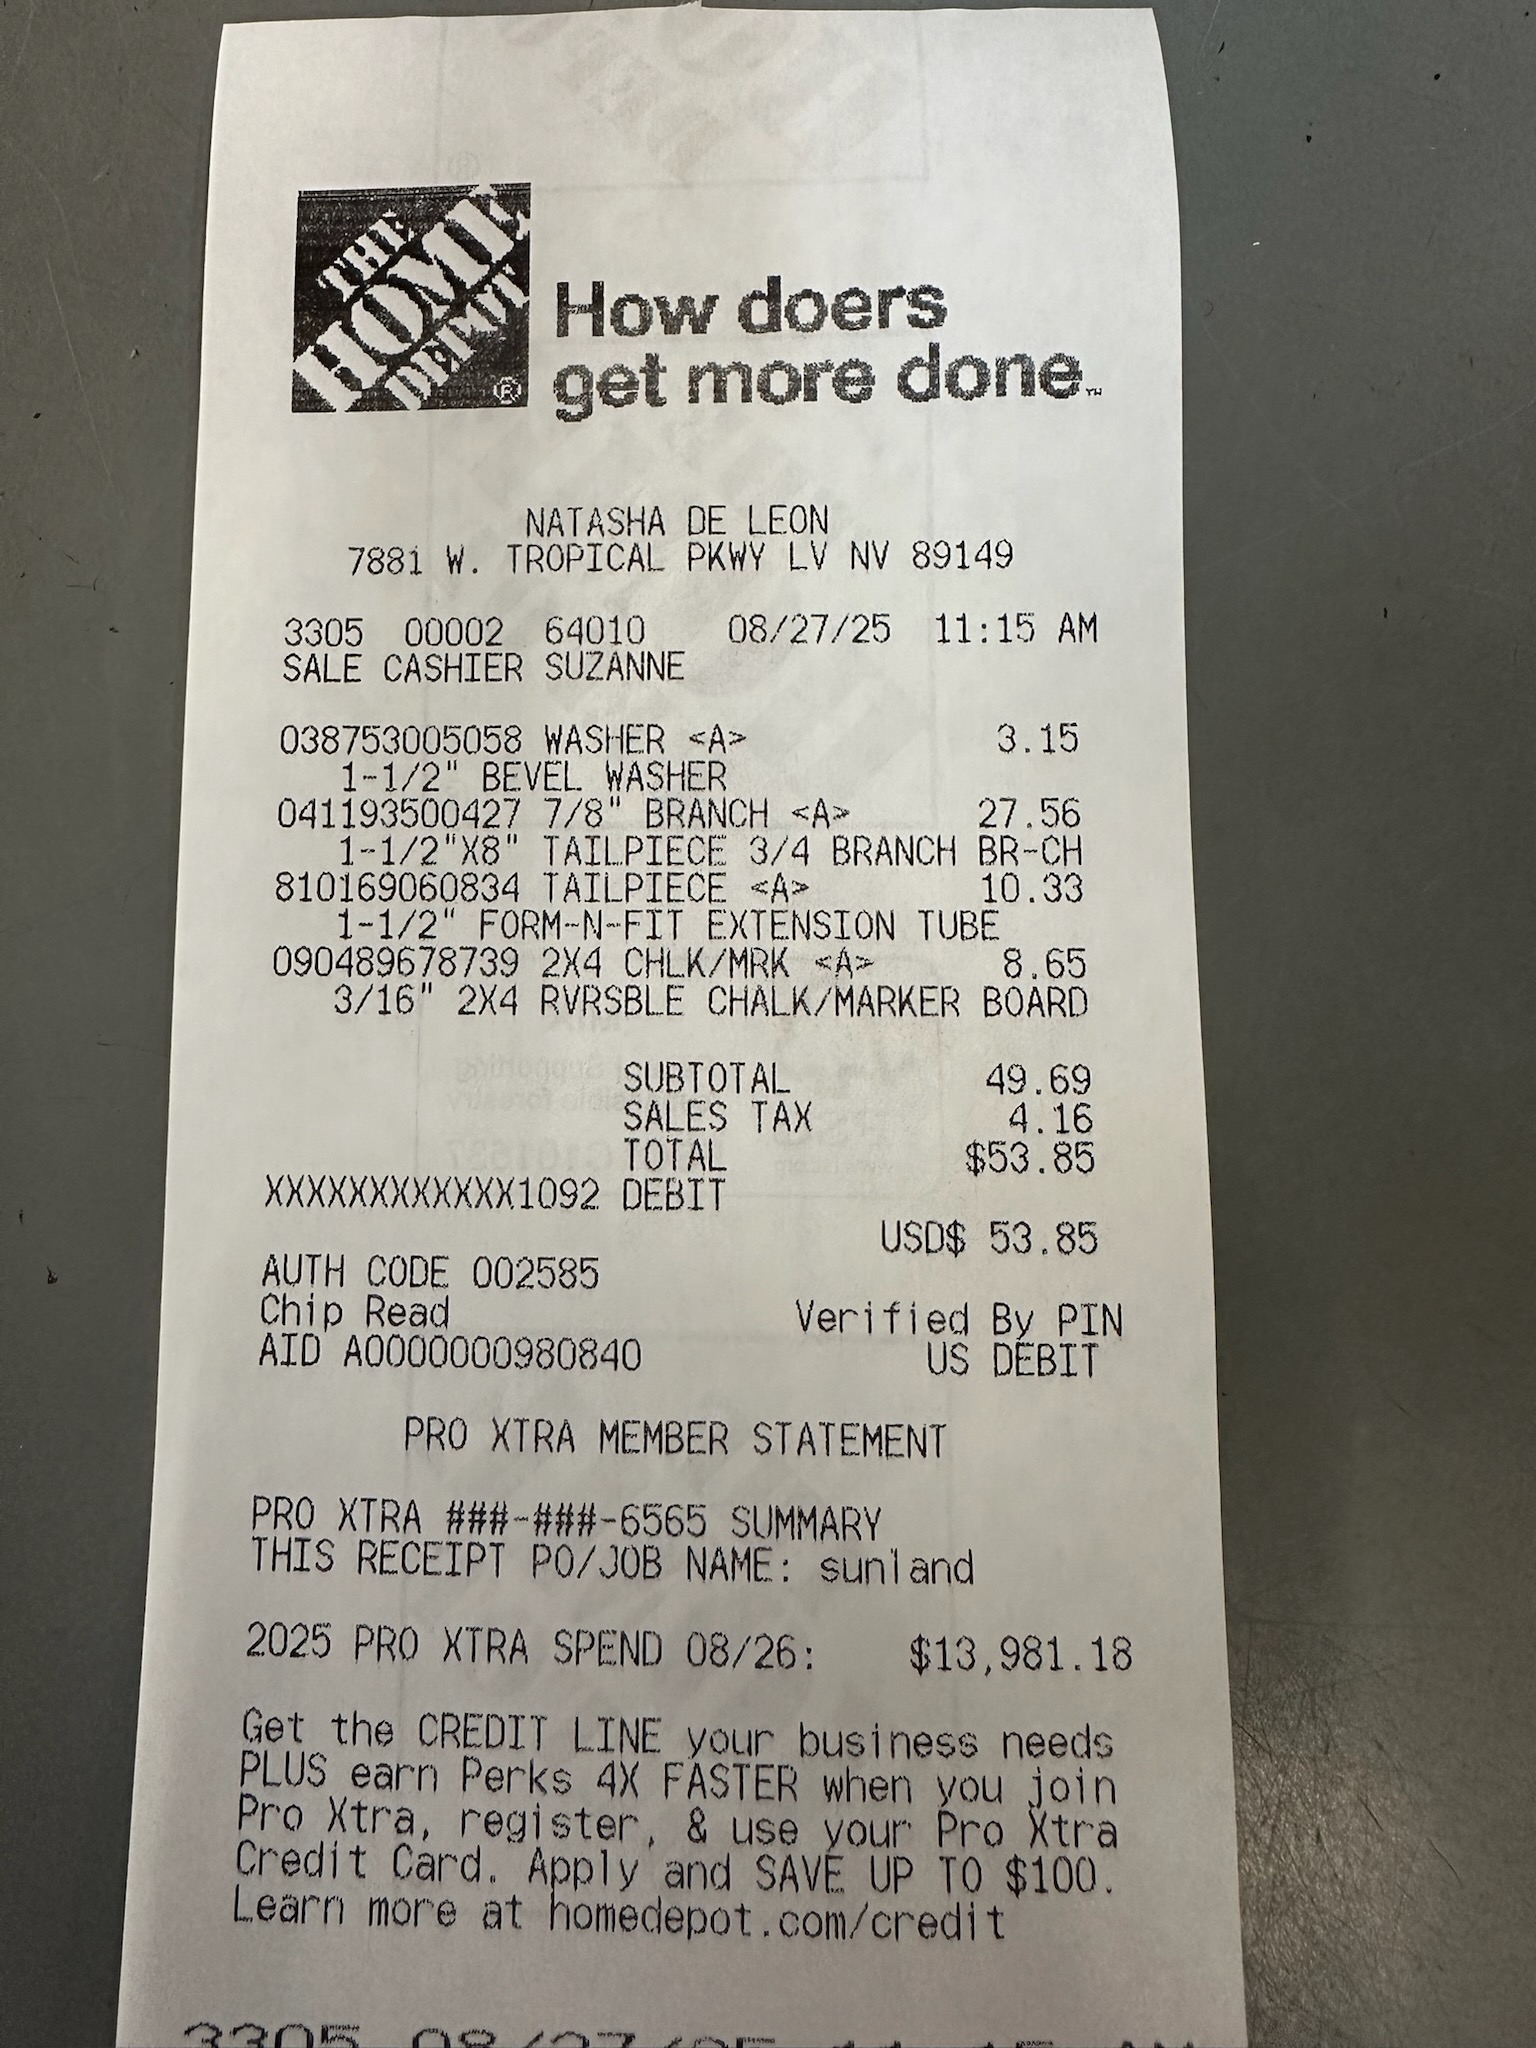 THE HOME DEPOT ®
How doers
get more done™
NATASHA DE LEON
7881 W. TROPICAL PKWY LV NV 89149
3305 00002 64010 08/27/25 11:15 AM
SALE CASHIER SUZANNE
038753005058 WASHER <A> 3.15
1-1/2" BEVEL WASHER
041193500427 7/8" BRANCH <A> 27.56
1-1/2"X8" TAILPIECE 3/4 BRANCH BR-CH
810169060834 TAILPIECE <A> 10.33
1-1/2" FORM-N-FIT EXTENSION TUBE
090489678739 2X4 CHLK/MRK <A> 8.65
3/16" 2X4 RVRSBLE CHALK/MARKER BOARD
SUBTOTAL 49.69
SALES TAX 4.16
TOTAL $53.85
XXXXXXXXXXXX1092 DEBIT
USD$ 53.85
AUTH CODE 002585
Chip Read Verified By PIN
AID A0000000980840 US DEBIT
PRO XTRA MEMBER STATEMENT
PRO XTRA ###-###-6565 SUMMARY
THIS RECEIPT PO/JOB NAME: sunland
2025 PRO XTRA SPEND 08/26: $13,981.18
Get the CREDIT LINE your business needs
PLUS earn Perks 4X FASTER when you join
Pro Xtra, register, & use your Pro Xtra
Credit Card. Apply and SAVE UP TO $100.
Learn more at homedepot.com/credit
3305 08/27/25